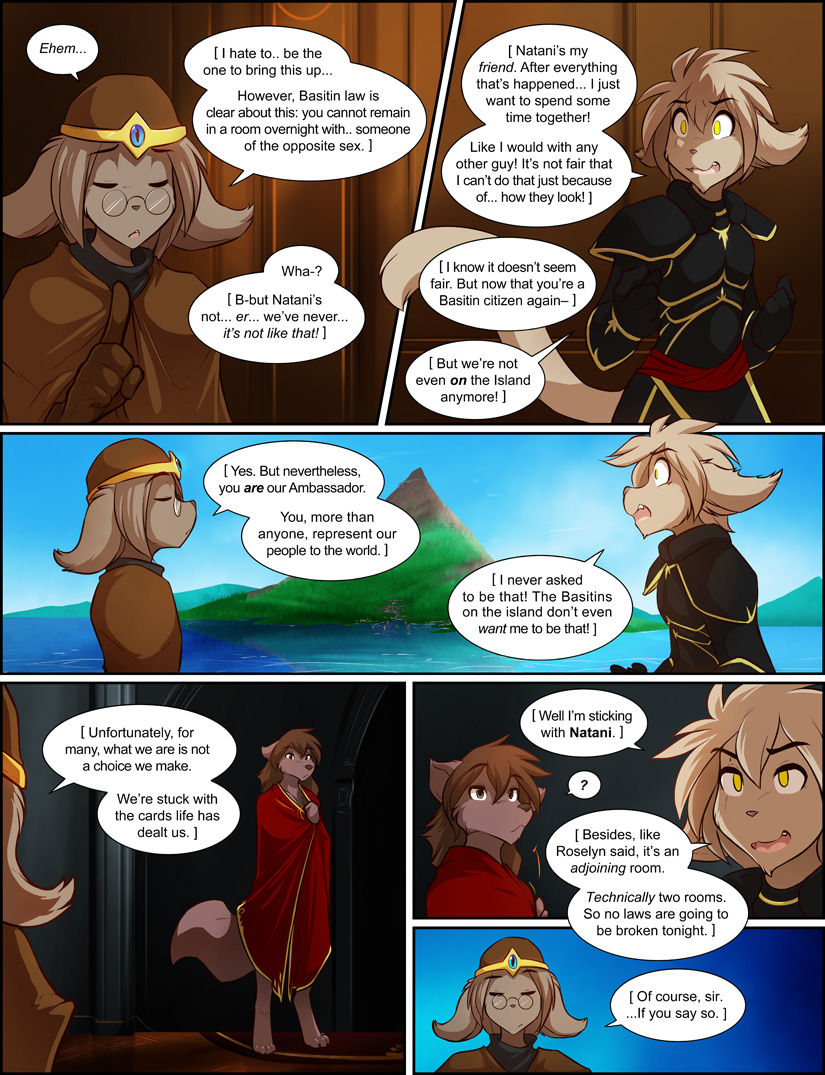 Ehem...
[ I hate to.. be the
one to bring this up...
However, Basitin law is
clear about this: you cannot remain
in a room overnight with.. someone
of the opposite sex. ]
Wha-?
[ B-but Natani's
not... er... we've never...
it's not like that! ]
[ Natani's my
friend. After everything
that's happened... I just
want to spend some
time together!
Like I would with any
other guy! It's not fair that
I can't do that just because
of... how they look! ]
[ I know it doesn't seem
fair. But now that you're a
Basitin citizen again– ]
[ But we're not
even on the Island
anymore! ]
[ Yes. But nevertheless,
you are our Ambassador.
You, more than
anyone, represent our
people to the world. ]
[ I never asked
to be that! The Basitins
on the island don't even
want me to be that! ]
[ Unfortunately, for
many, what we are is not
a choice we make.
We're stuck with
the cards life has
dealt us. ]
[ Well I'm sticking
with Natani. ]
?
[ Besides, like
Roselyn said, it's an
adjoining room.
Technically two rooms.
So no laws are going to
be broken tonight. ]
[ Of course, sir.
...If you say so. ]